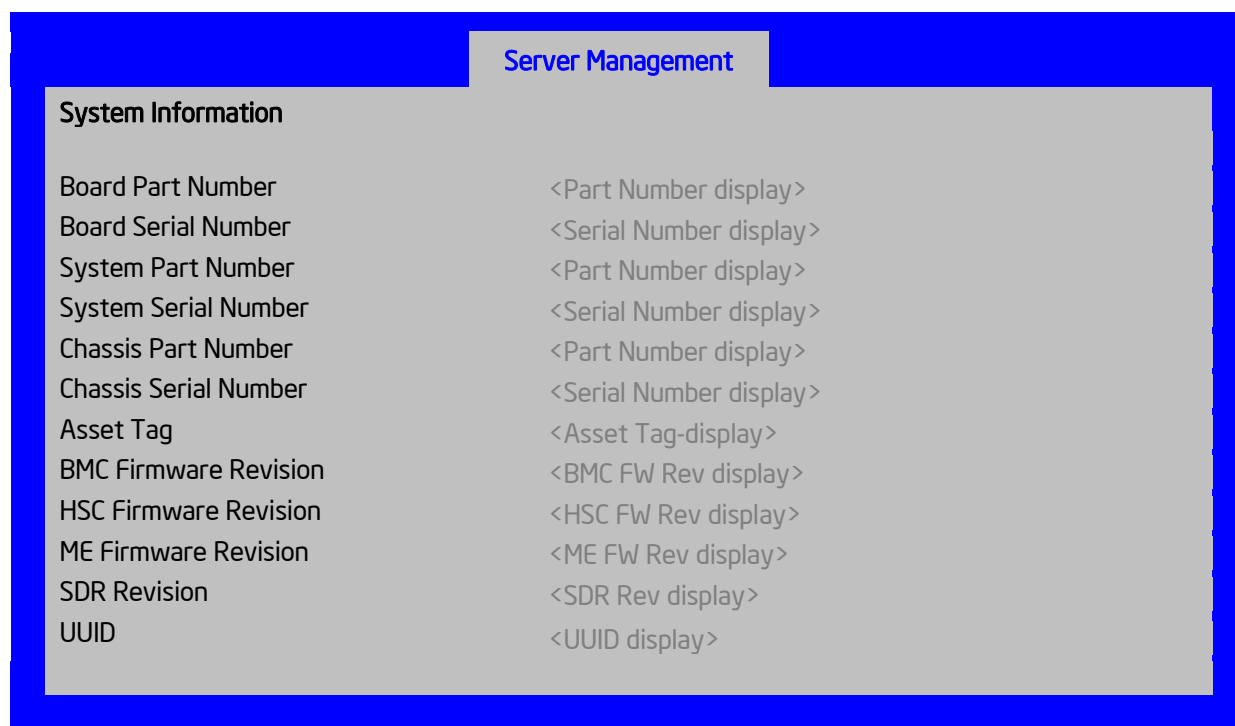 Server Management
System Information
Board Part Number <Part Number display>
Board Serial Number <Serial Number display>
System Part Number <Part Number display>
System Serial Number <Serial Number display>
Chassis Part Number <Part Number display>
Chassis Serial Number <Serial Number display>
Asset Tag <Asset Tag-display>
BMC Firmware Revision <BMC FW Rev display>
HSC Firmware Revision <HSC FW Rev display>
ME Firmware Revision <ME FW Rev display>
SDR Revision <SDR Rev display>
UUID <UUID display>